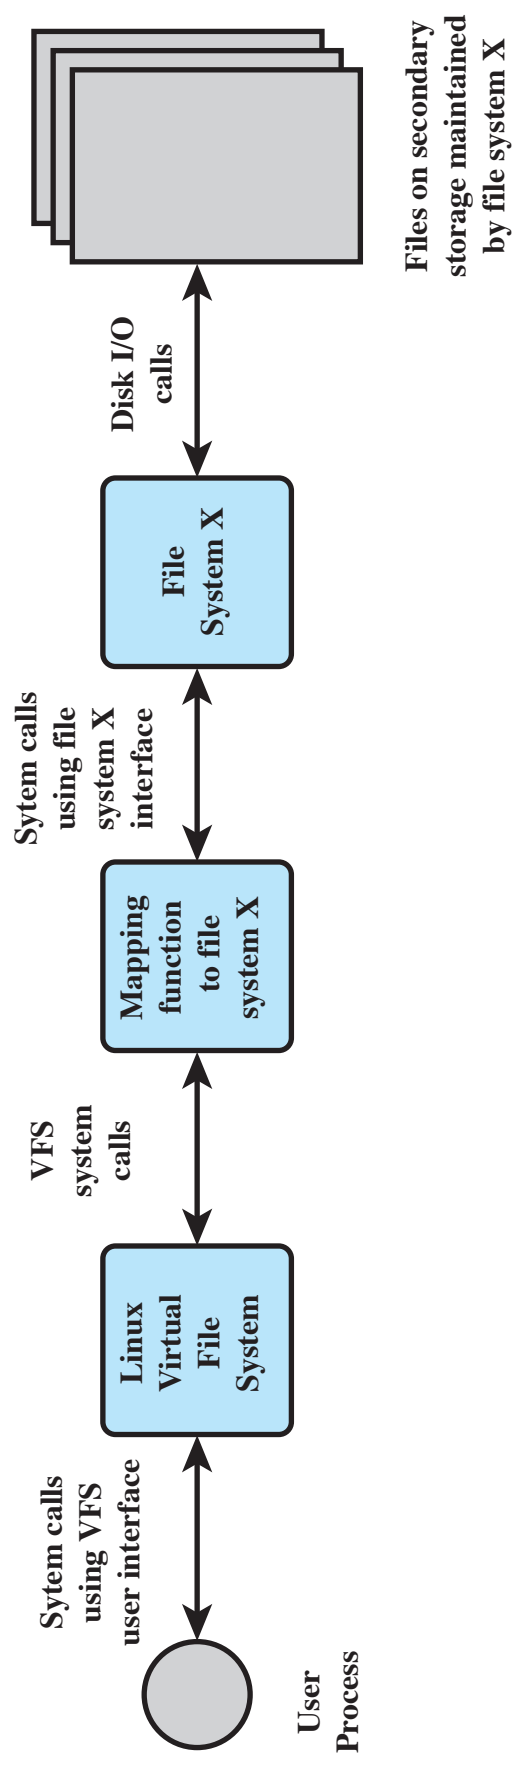 Sytem calls
using VFS
user interface
VFS
system
calls
Sytem calls
using file
system X
interface
Disk I/O
calls
Linux
Virtual
File
System
Mapping
function
to file
system X
File
System X
User
Process
Files on secondary
storage maintained
by file system X